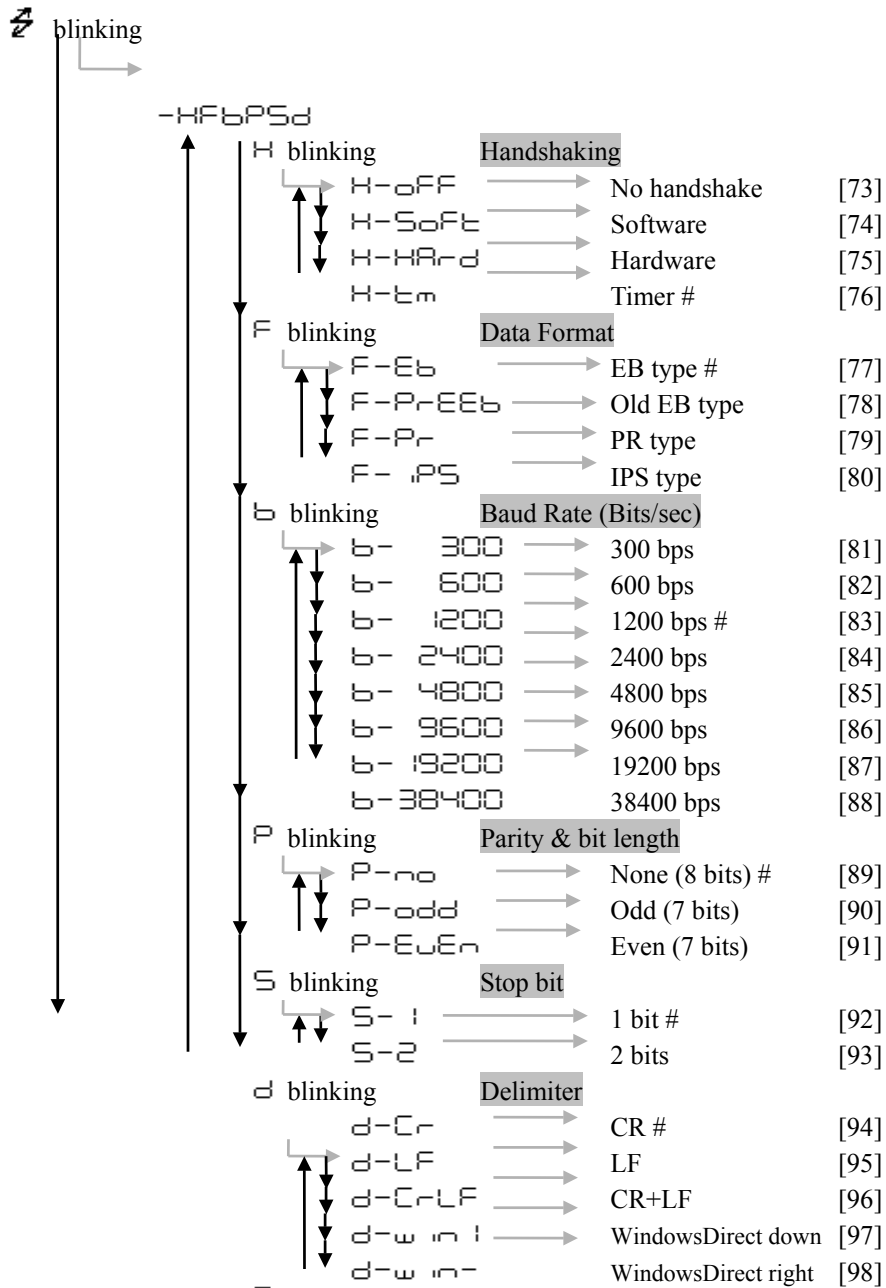 blinking
-HFbPSd
H blinking Handshaking
H-oFF No handshake [73]
H-SoFt Software [74]
H-HArd Hardware [75]
H-tm Timer # [76]
F blinking Data Format
F-Eb EB type # [77]
F-PrEEb Old EB type [78]
F-Pr PR type [79]
F- iPS IPS type [80]
b blinking Baud Rate (Bits/sec)
b- 300 300 bps [81]
b- 600 600 bps [82]
b- 1200 1200 bps # [83]
b- 2400 2400 bps [84]
b- 4800 4800 bps [85]
b- 9600 9600 bps [86]
b- 19200 19200 bps [87]
b-38400 38400 bps [88]
P blinking Parity & bit length
P-no None (8 bits) # [89]
P-odd Odd (7 bits) [90]
P-EvEn Even (7 bits) [91]
S blinking Stop bit
S-1 1 bit # [92]
S-2 2 bits [93]
d blinking Delimiter
d-Cr CR # [94]
d-LF LF [95]
d-CrLF CR+LF [96]
d-win1 WindowsDirect down [97]
d-win- WindowsDirect right [98]